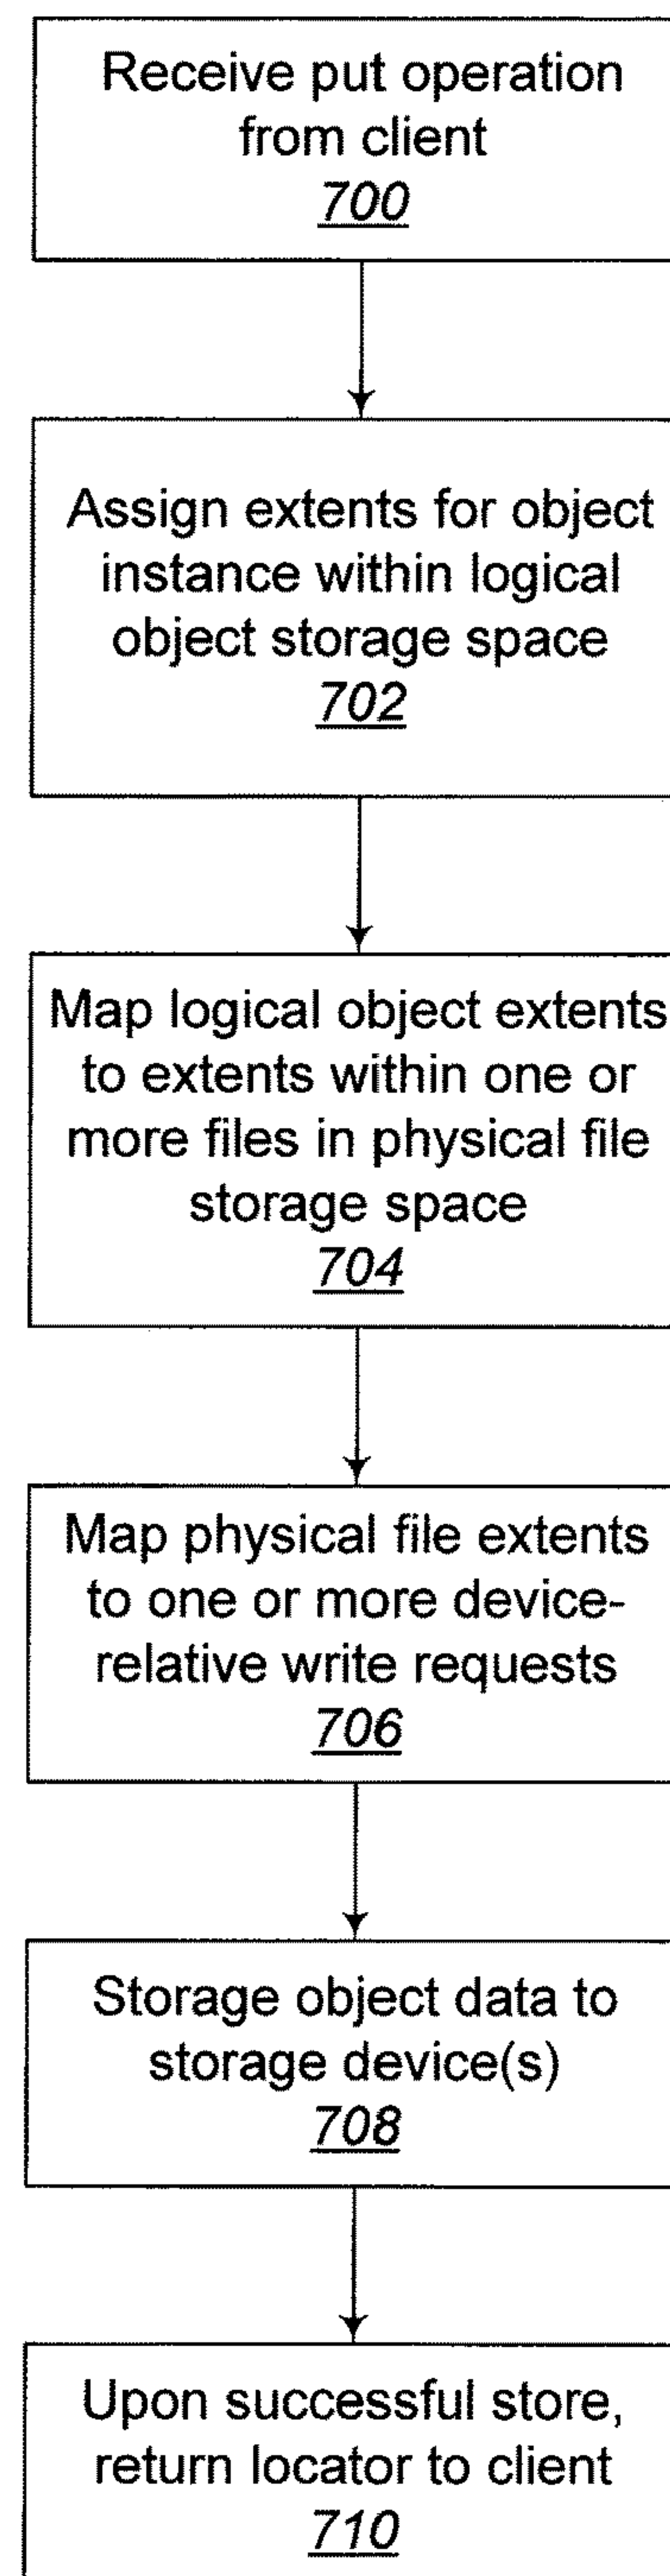 Receive put operation
from client
700
Assign extents for object
instance within logical
object storage space
702
Map logical object extents
to extents within one or
more files in physical file
storage space
704
Map physical file extents
to one or more device-
relative write requests
706
Storage object data to
storage device(s)
708
Upon successful store,
return locator to client
710